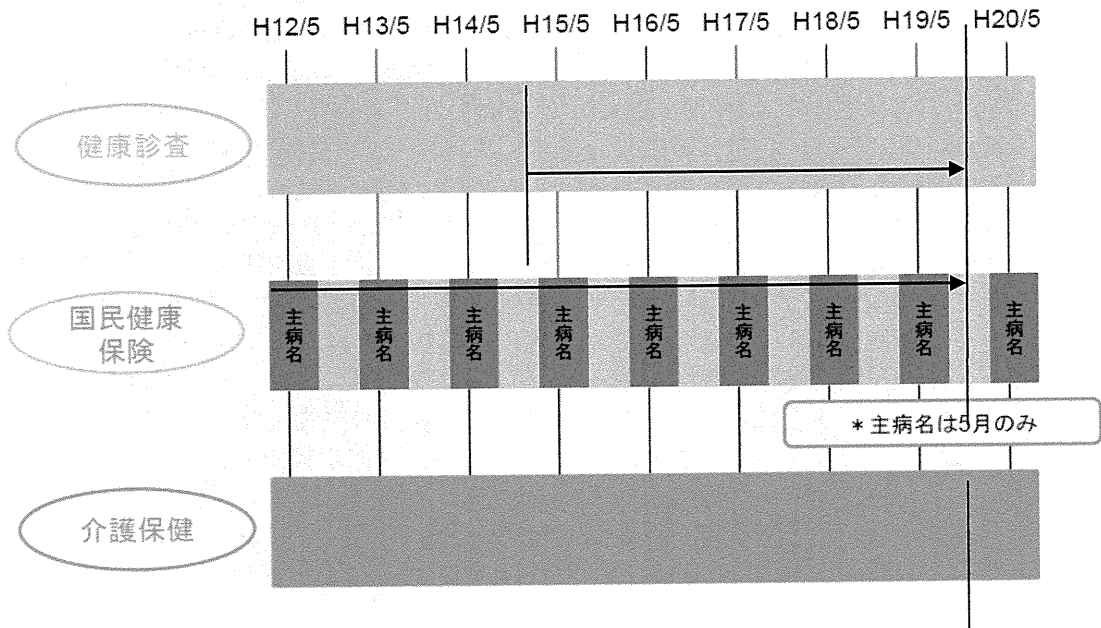 H12/5 H13/5 H14/5 H15/5 H16/5 H17/5 H18/5 H19/5 H20/5
健康診査
国民健康
保険
主病名 主病名 主病名 主病名 主病名 主病名 主病名 主病名 主病名
*主病名は5月のみ
介護保健